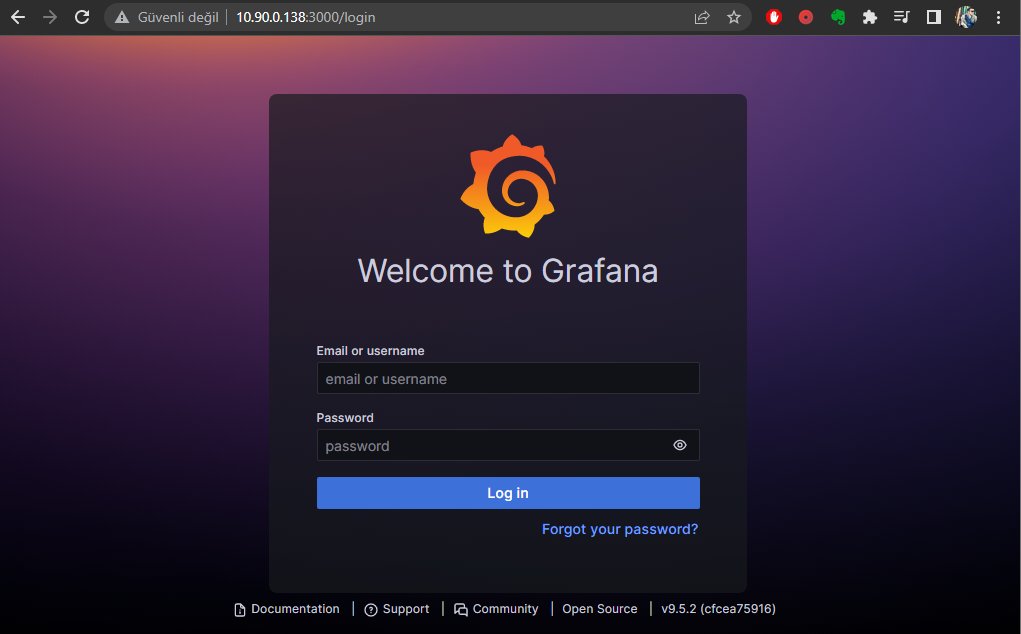 Güvenli değil | 10.90.0.138:3000/login
Welcome to Grafana
Email or username
email or username
Password
password
Log in
Forgot your password?
Documentation | Support | Community | Open Source | v9.5.2 (cfcea75916)